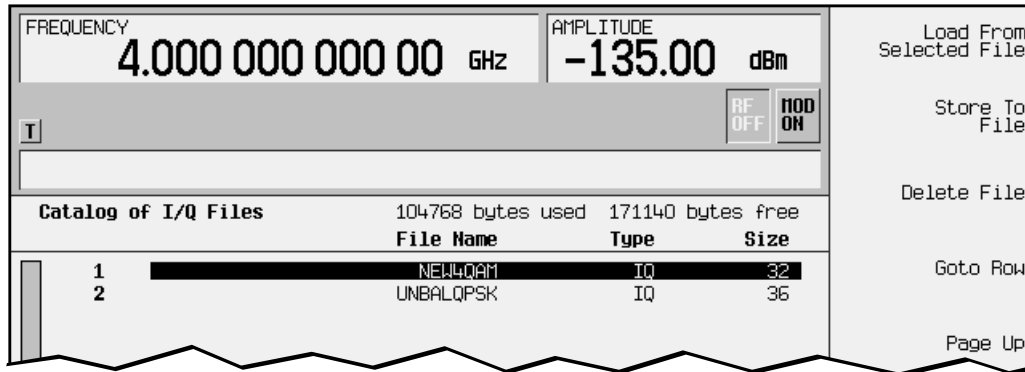 FREQUENCY
4.000 000 000 00 GHz
AMPLITUDE
-135.00 dBm
RF OFF
MOD ON
T
Catalog of I/Q Files 104768 bytes used 171140 bytes free
File Name Type Size
1 NEW4QAM IQ 32
2 UNBALQPSK IQ 36
Load From
Selected File
Store To
File
Delete File
Goto Row
Page Up